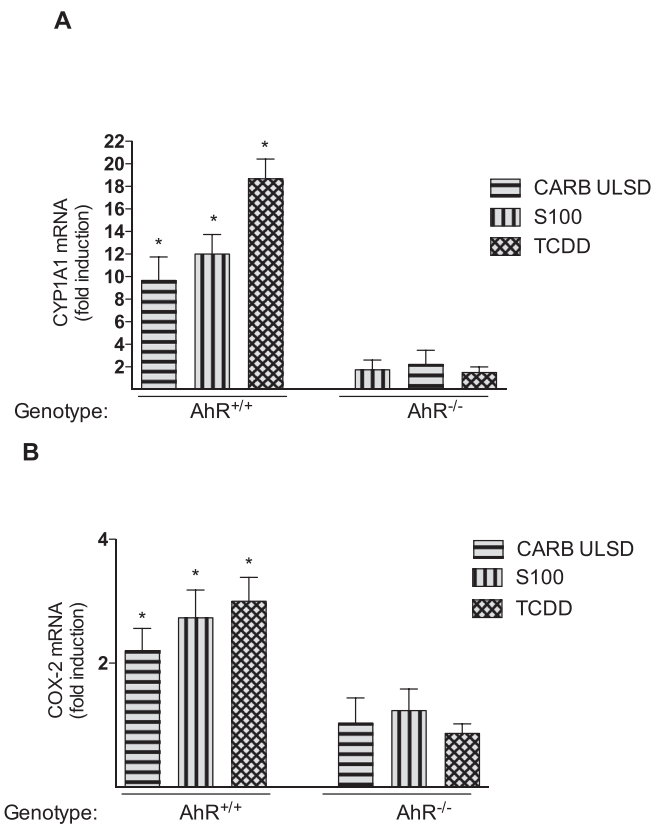 A
22
20
18
16
14
12
10
8
6
4
2
CYP1A1 mRNA
(fold induction)
*
*
*
CARB ULSD
S100
TCDD
Genotype:
AhR+/+
AhR-/-
B
4
2
COX-2 mRNA
(fold induction)
*
*
*
CARB ULSD
S100
TCDD
Genotype:
AhR+/+
AhR-/-